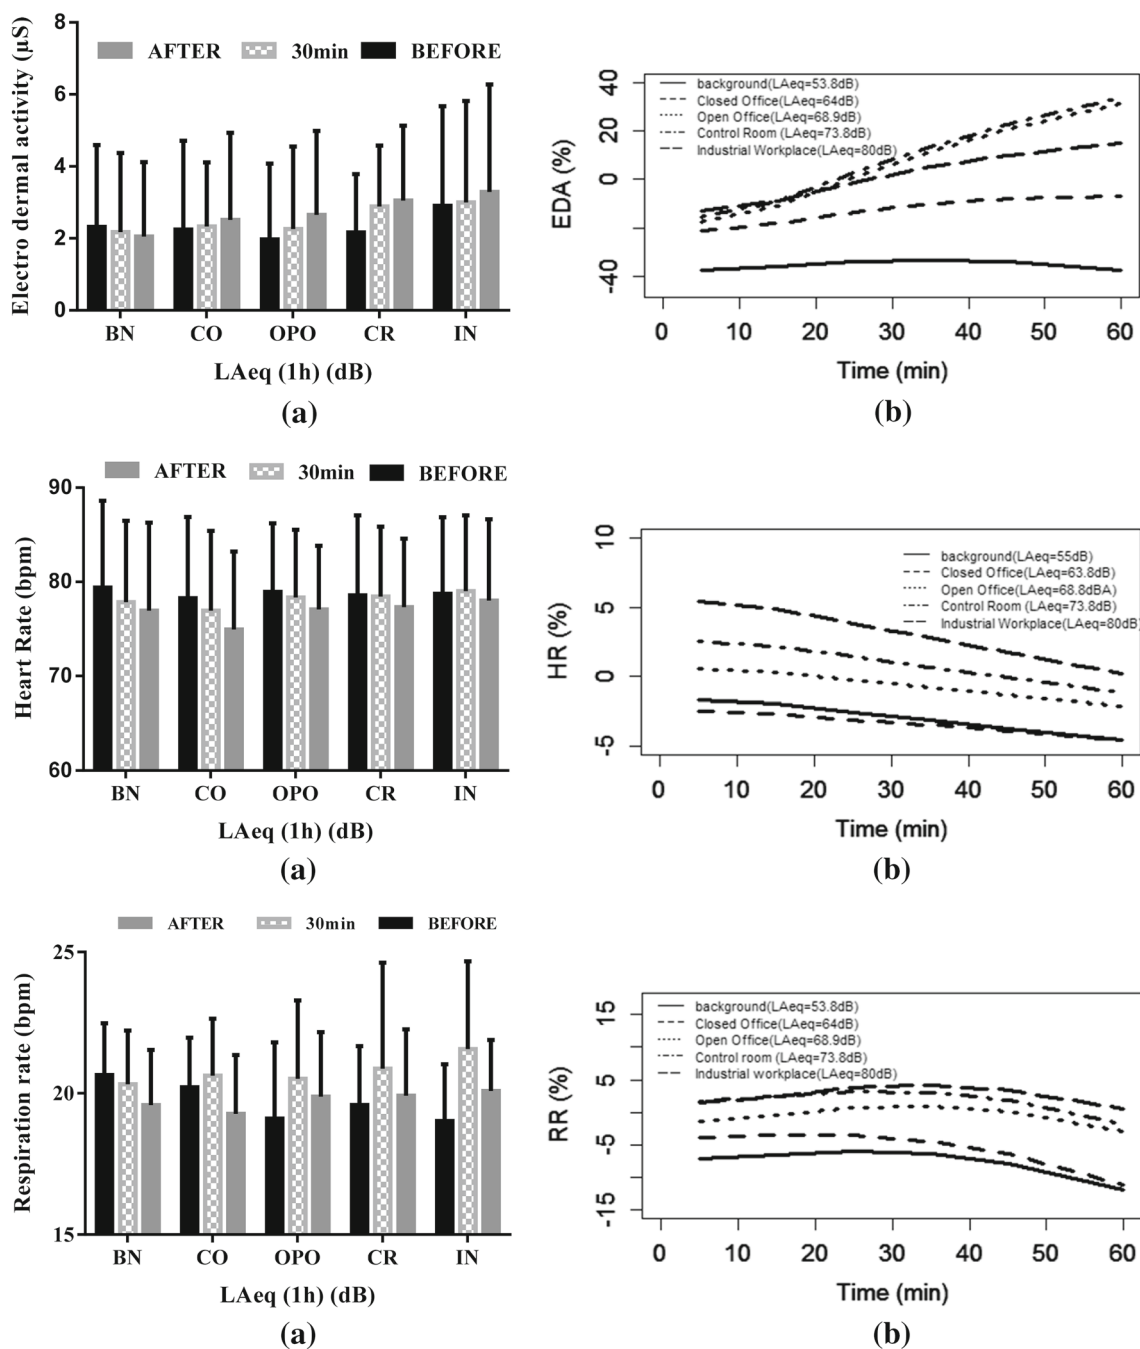 Electro dermal activity (µS)
8
6
4
2
0
AFTER 30min BEFORE
BN CO OPO CR IN
LAeq (1h) (dB)
(a)
EDA (%)
40
20
0
-40
background(LAeq=53.8dB)
Closed Office(LAeq=64dB)
Open Office(LAeq=68.9dB)
Control Room (LAeq=73.8dB)
Industrial Workplace(LAeq=80dB)
0 10 20 30 40 50 60
Time (min)
(b)
Heart Rate (bpm)
90
80
70
60
AFTER 30min BEFORE
BN CO OPO CR IN
LAeq (1h) (dB)
(a)
HR (%)
10
5
0
-5
background(LAeq=55dB)
Closed Office(LAeq=63.8dB)
Open Office(LAeq=68.8dBA)
Control Room(LAeq=73.8dB)
Industrial Workplace(LAeq=80dB)
0 10 20 30 40 50 60
Time (min)
(b)
Respiration rate (bpm)
25
20
15
AFTER 30min BEFORE
BN CO OPO CR IN
LAeq (1h) (dB)
(a)
RR (%)
15
5
-5
-15
background(LAeq=53.8dB)
Closed Office(LAeq=64dB)
Open Office(LAeq=68.9dB)
Control room (LAeq=73.8dB)
Industrial workplace(LAeq=80dB)
0 10 20 30 40 50 60
Time (min)
(b)